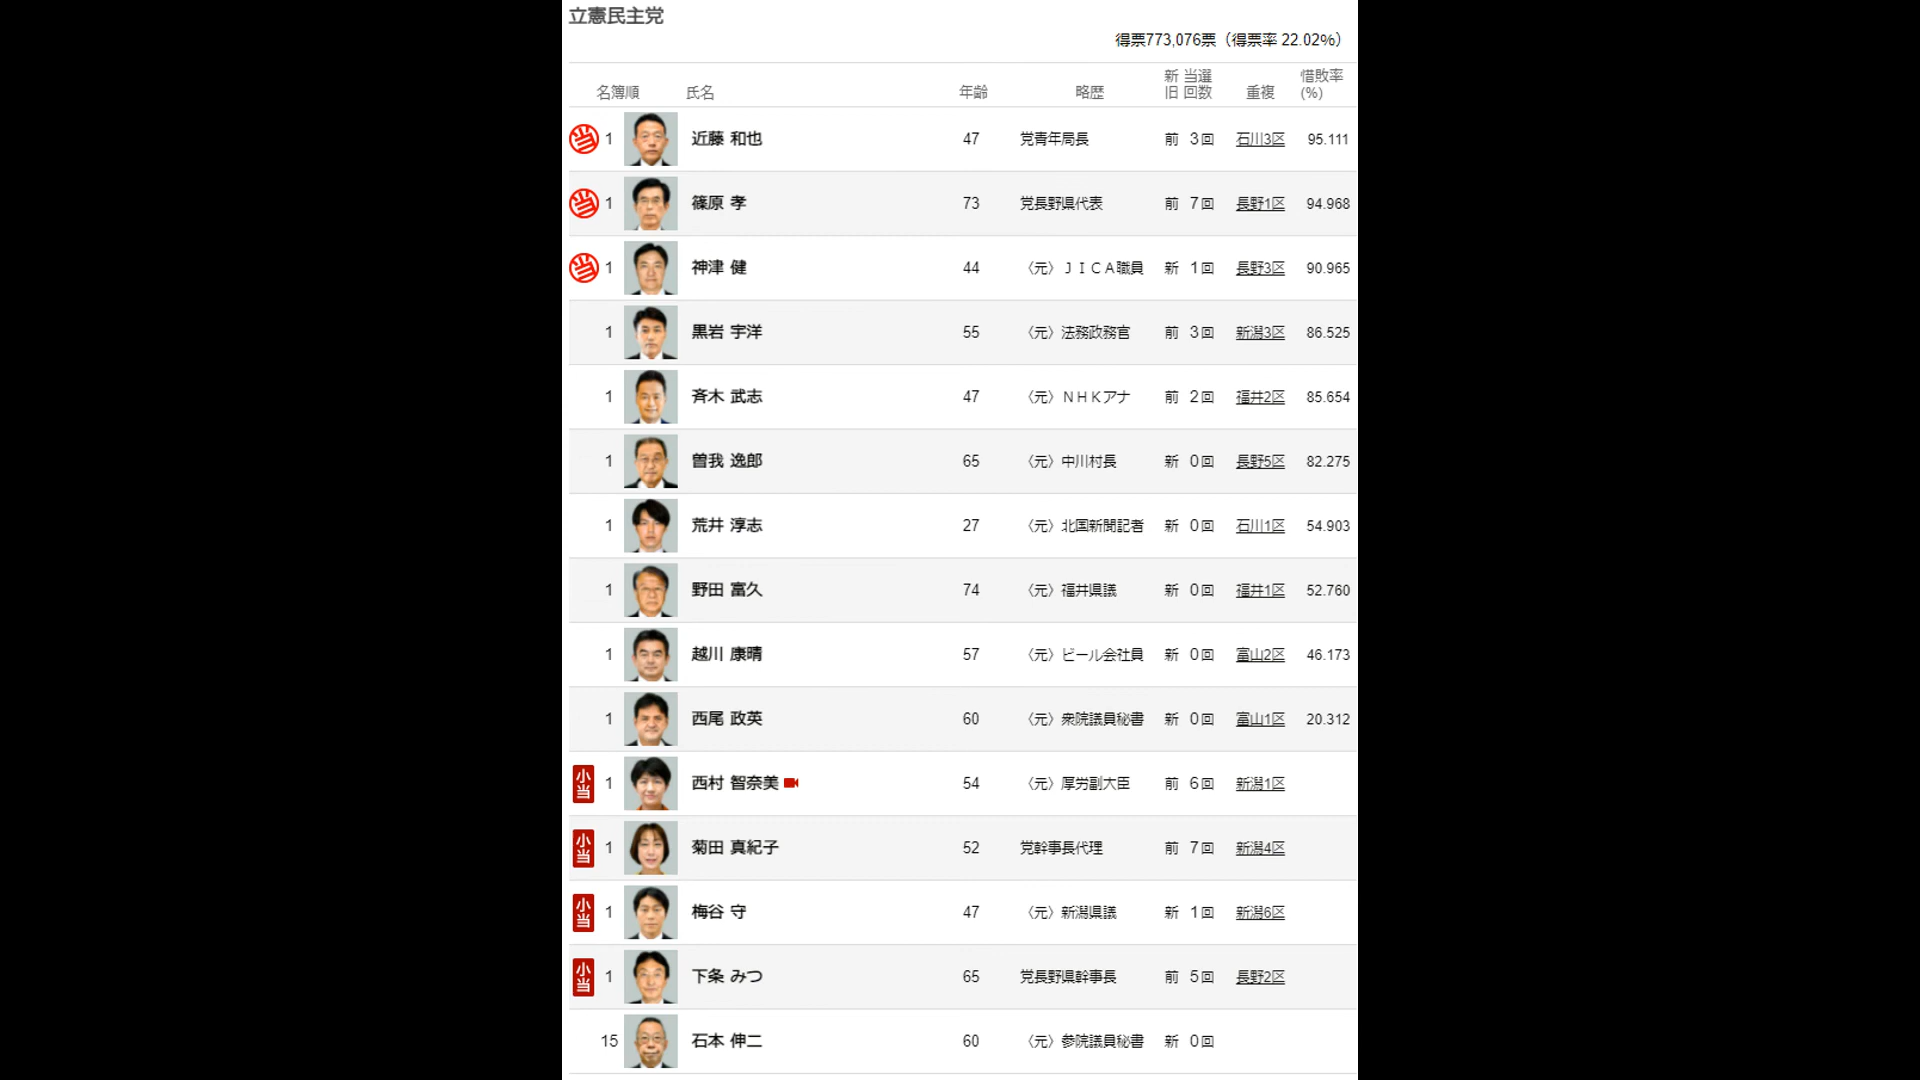 立憲民主党
得票773,076票（得票率 22.02%）
名簿順 氏名 年齢 略歴 新旧 当選回数 重複 惜敗率(%)
当 1 近藤 和也 47 党青年局長 前 3回 石川3区 95.111
当 1 篠原 孝 73 党長野県代表 前 7回 長野1区 94.968
当 1 神津 健 44 〈元〉ＪＩＣＡ職員 新 1回 長野3区 90.965
1 黒岩 宇洋 55 〈元〉法務政務官 前 3回 新潟3区 86.525
1 斉木 武志 47 〈元〉ＮＨＫアナ 前 2回 福井2区 85.654
1 曽我 逸郎 65 〈元〉中川村長 新 0回 長野5区 82.275
1 荒井 淳志 27 〈元〉北国新聞記者 新 0回 石川1区 54.903
1 野田 富久 74 〈元〉福井県議 新 0回 福井1区 52.760
1 越川 康晴 57 〈元〉ビール会社員 新 0回 富山2区 46.173
1 西尾 政英 60 〈元〉衆院議員秘書 新 0回 富山1区 20.312
小当 1 西村 智奈美 54 〈元〉厚労副大臣 前 6回 新潟1区
小当 1 菊田 真紀子 52 党幹事長代理 前 7回 新潟4区
小当 1 梅谷 守 47 〈元〉新潟県議 新 1回 新潟6区
小当 1 下条 みつ 65 党長野県幹事長 前 5回 長野2区
15 石本 伸二 60 〈元〉参院議員秘書 新 0回